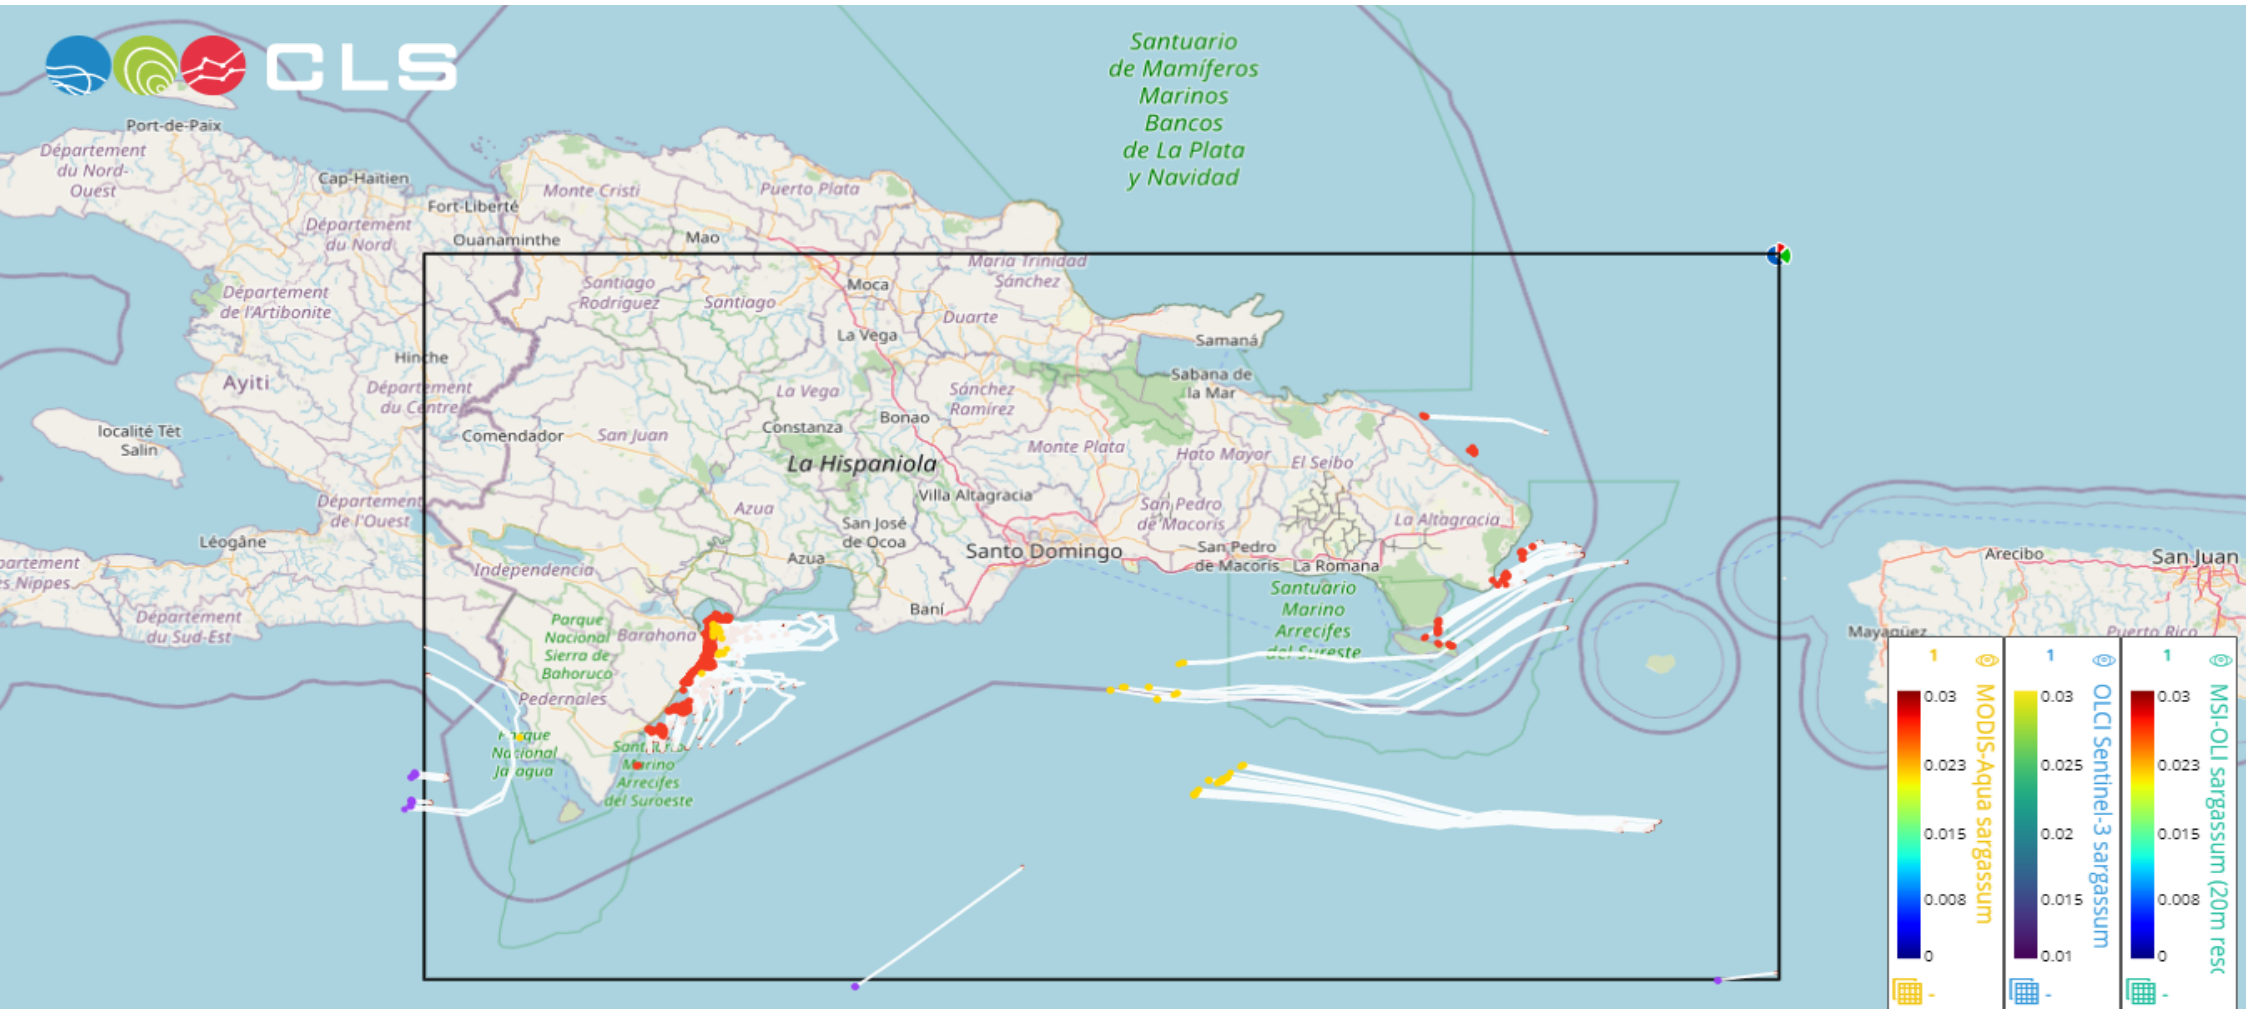 CLS
Santuario
de Mamíferos
Marinos
Bancos
de La Plata
y Navidad
Port-de-Paix
Département
du Nord-
Ouest
Cap-Haïtien
Fort-Liberté
Monte Cristi
Puerto Plata
Département
du Nord
Ouanaminthe
Mao
Maria Trinidad
Sánchez
Santiago
Rodríguez
Santiago
Moca
Département
de l'Artibonite
Duarte
La Vega
Samaná
Hinche
Ayiti
Département
du Centre
Sabana de
la Mar
La Vega
Sánchez
Ramírez
Bonao
localité Tèt
Salin
Comendador
San Juan
Constanza
La Hispaniola
Monte Plata
Hato Mayor
El Seibo
Villa Altagracia
Département
de l'Ouest
Azua
San José
de Ocoa
San Pedro
de Macorís
La Altagracia
Léogâne
Santo Domingo
San Pedro
de Macorís
La Romana
Arecibo
San Juan
partement
es Nippes
Independencia
Azua
Département
du Sud-Est
Baní
Santuario
Marino
Arrecifes
del Sureste
Parque
Nacional
Sierra de
Bahoruco
Barahona
Mayagüez
Puerto Rico
Pedernales
Parque
Nacional
Jaragua
Marino
Arrecifes
del Suroeste
1
0.03
0.023
0.015
0.008
0
MODIS-Aqua sargassum
-
1
0.03
0.025
0.02
0.015
0.01
OLCI Sentinel-3 sargassum
-
1
0.03
0.023
0.015
0.008
0
MSI-OLI sargassum (20m resc
-